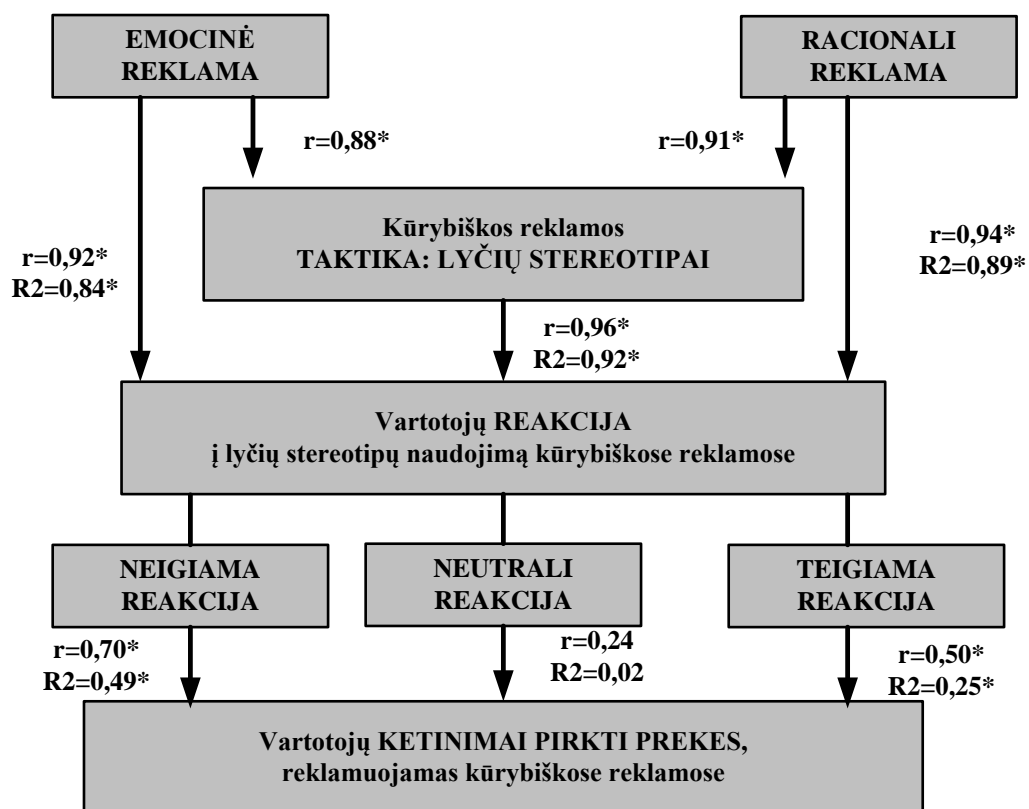 EMOCINĖ
REKLAMA
RACIONALI
REKLAMA
r=0,88*
r=0,91*
Kūrybiškos reklamos
TAKTIKA: LYČIŲ STEREOTIPAI
r=0,92*
R2=0,84*
r=0,94*
R2=0,89*
r=0,96*
R2=0,92*
Vartotojų REAKCIJA
į lyčių stereotipų naudojimą kūrybiškose reklamose
NEIGIAMA
REAKCIJA
NEUTRALI
REAKCIJA
TEIGIAMA
REAKCIJA
r=0,70*
R2=0,49*
r=0,24
R2=0,02
r=0,50*
R2=0,25*
Vartotojų KETINIMAI PIRKTI PREKES,
reklamuojamas kūrybiškose reklamose